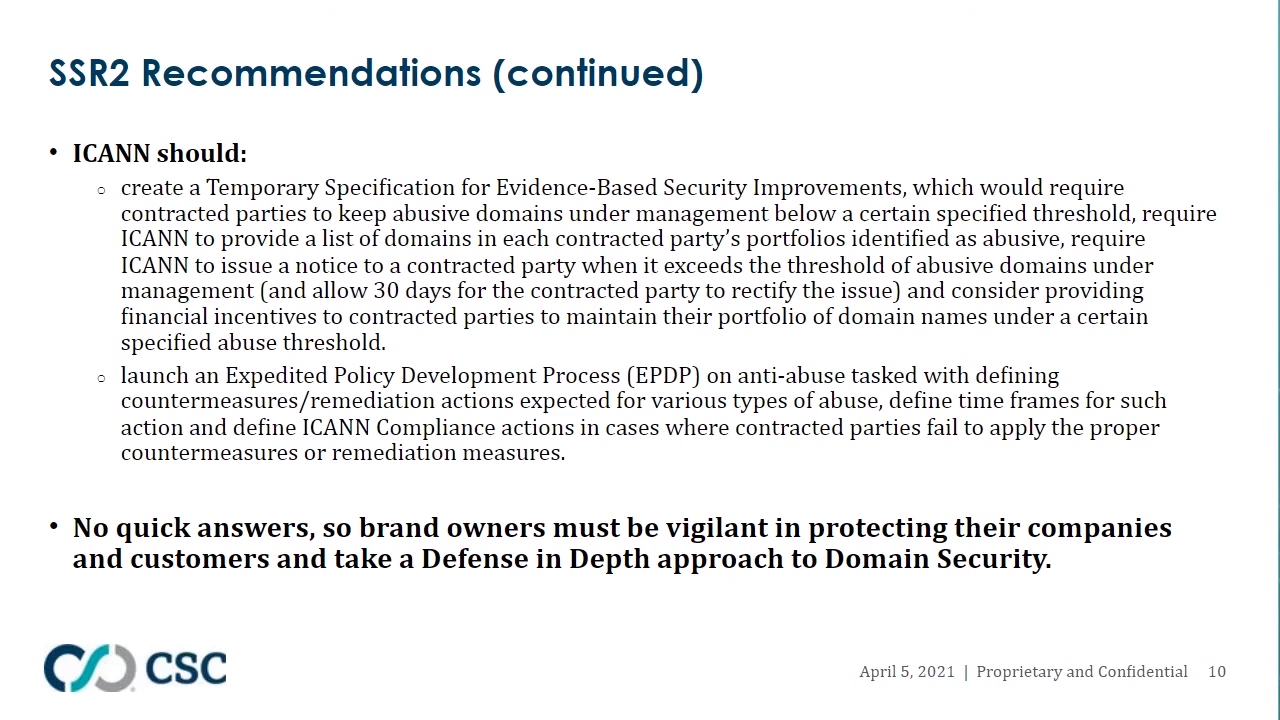 SSR2 Recommendations (continued)
• ICANN should:
○ create a Temporary Specification for Evidence-Based Security Improvements, which would require
contracted parties to keep abusive domains under management below a certain specified threshold, require
ICANN to provide a list of domains in each contracted party’s portfolios identified as abusive, require
ICANN to issue a notice to a contracted party when it exceeds the threshold of abusive domains under
management (and allow 30 days for the contracted party to rectify the issue) and consider providing
financial incentives to contracted parties to maintain their portfolio of domain names under a certain
specified abuse threshold.
○ launch an Expedited Policy Development Process (EPDP) on anti-abuse tasked with defining
countermeasures/remediation actions expected for various types of abuse, define time frames for such
action and define ICANN Compliance actions in cases where contracted parties fail to apply the proper
countermeasures or remediation measures.
• No quick answers, so brand owners must be vigilant in protecting their companies
and customers and take a Defense in Depth approach to Domain Security.
CSC
April 5, 2021 | Proprietary and Confidential 10